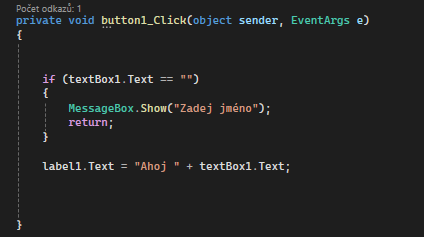 Počet odkazů: 1
private void button1_Click(object sender, EventArgs e)
{
if (textBox1.Text == "")
{
MessageBox.Show("Zadej jméno");
return;
}
label1.Text = "Ahoj " + textBox1.Text;
}